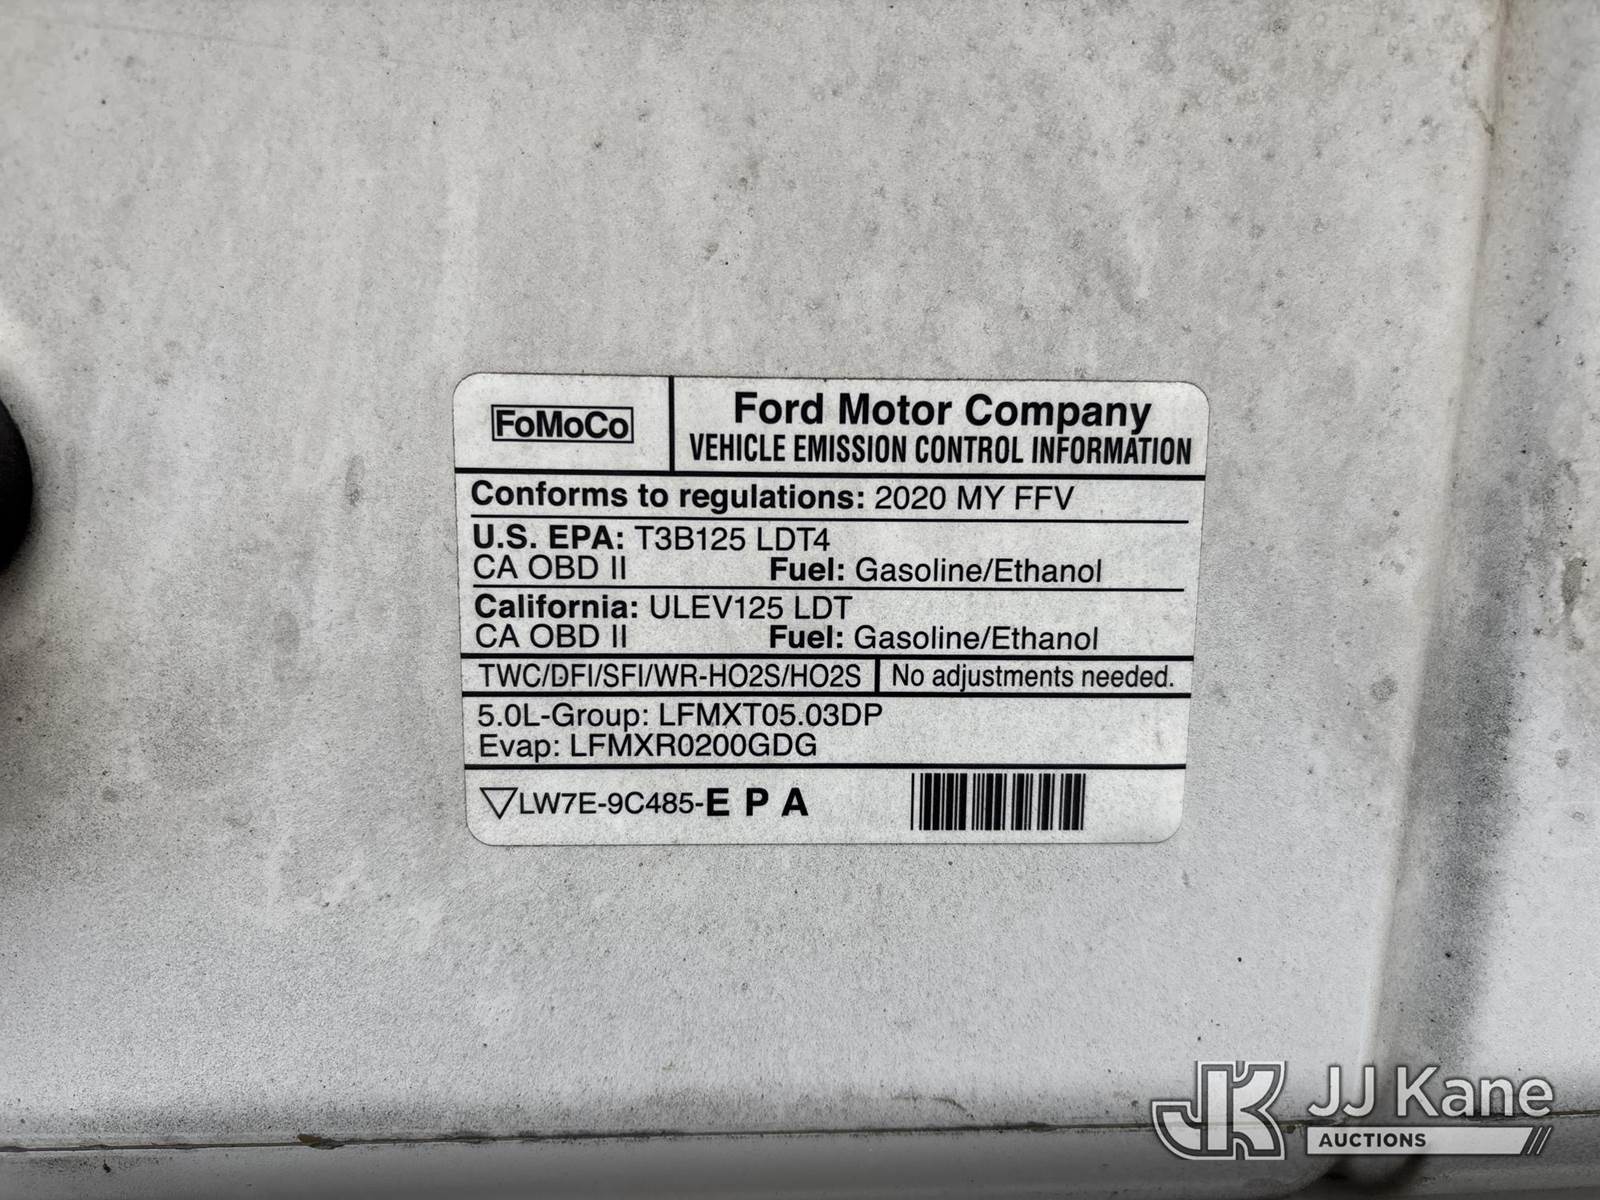 FoMoCo
Ford Motor Company
VEHICLE EMISSION CONTROL INFORMATION
Conforms to regulations: 2020 MY FFV
U.S. EPA: T3B125 LDT4
CA OBD II Fuel: Gasoline/Ethanol
California: ULEV125 LDT
CA OBD II Fuel: Gasoline/Ethanol
TWC/DFI/SFI/WR-HO2S/HO2S No adjustments needed.
5.0L-Group: LFMXT05.03DP
Evap: LFMXR0200GDG
LW7E-9C485-E P A
JK JJ Kane
AUCTIONS